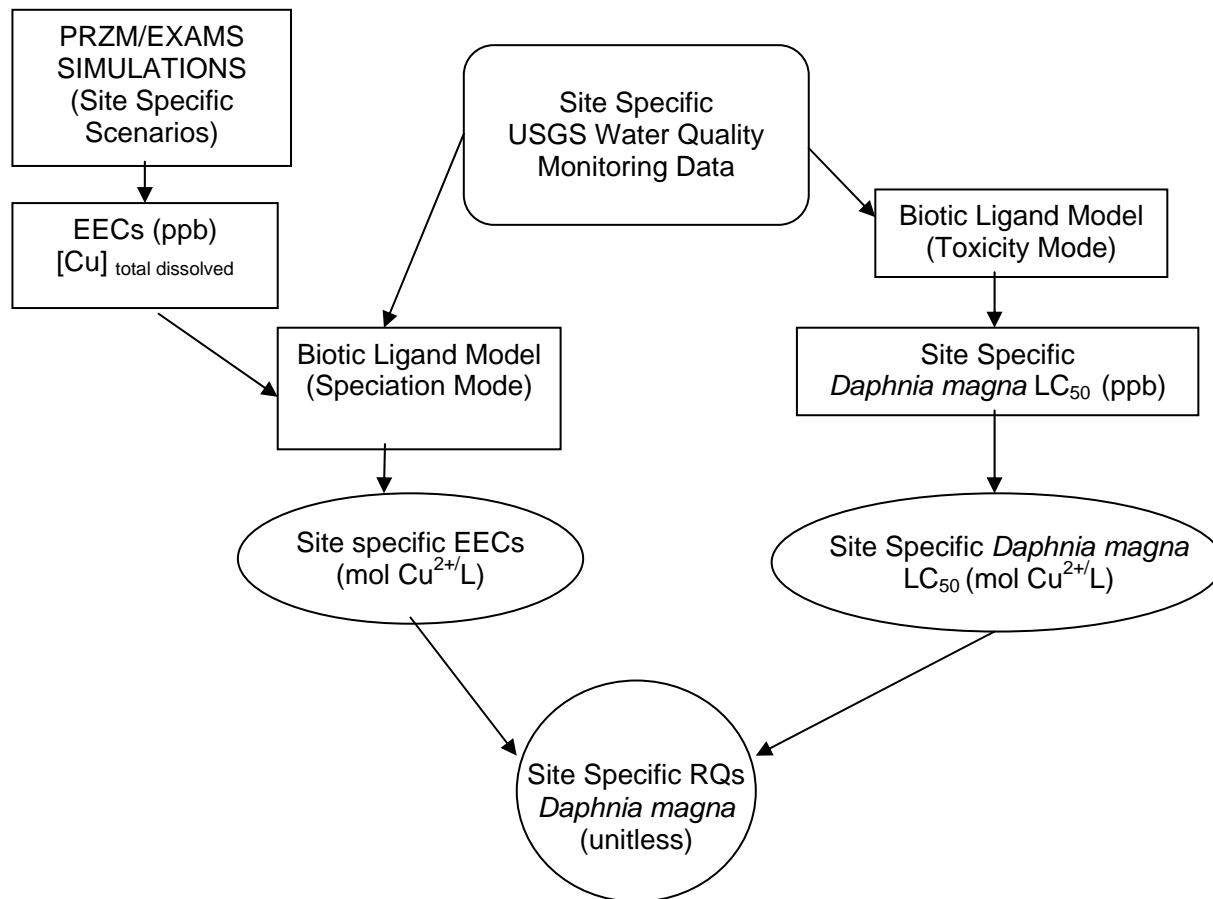 PRZM/EXAMS
SIMULATIONS
(Site Specific
Scenarios)
Site Specific
USGS Water Quality
Monitoring Data
EECs (ppb)
[Cu] total dissolved
Biotic Ligand Model
(Toxicity Mode)
Biotic Ligand Model
(Speciation Mode)
Site Specific
Daphnia magna LC50 (ppb)
Site specific EECs
(mol Cu2+/L)
Site Specific Daphnia magna
LC50 (mol Cu2+/L)
Site Specific RQs
Daphnia magna
(unitless)